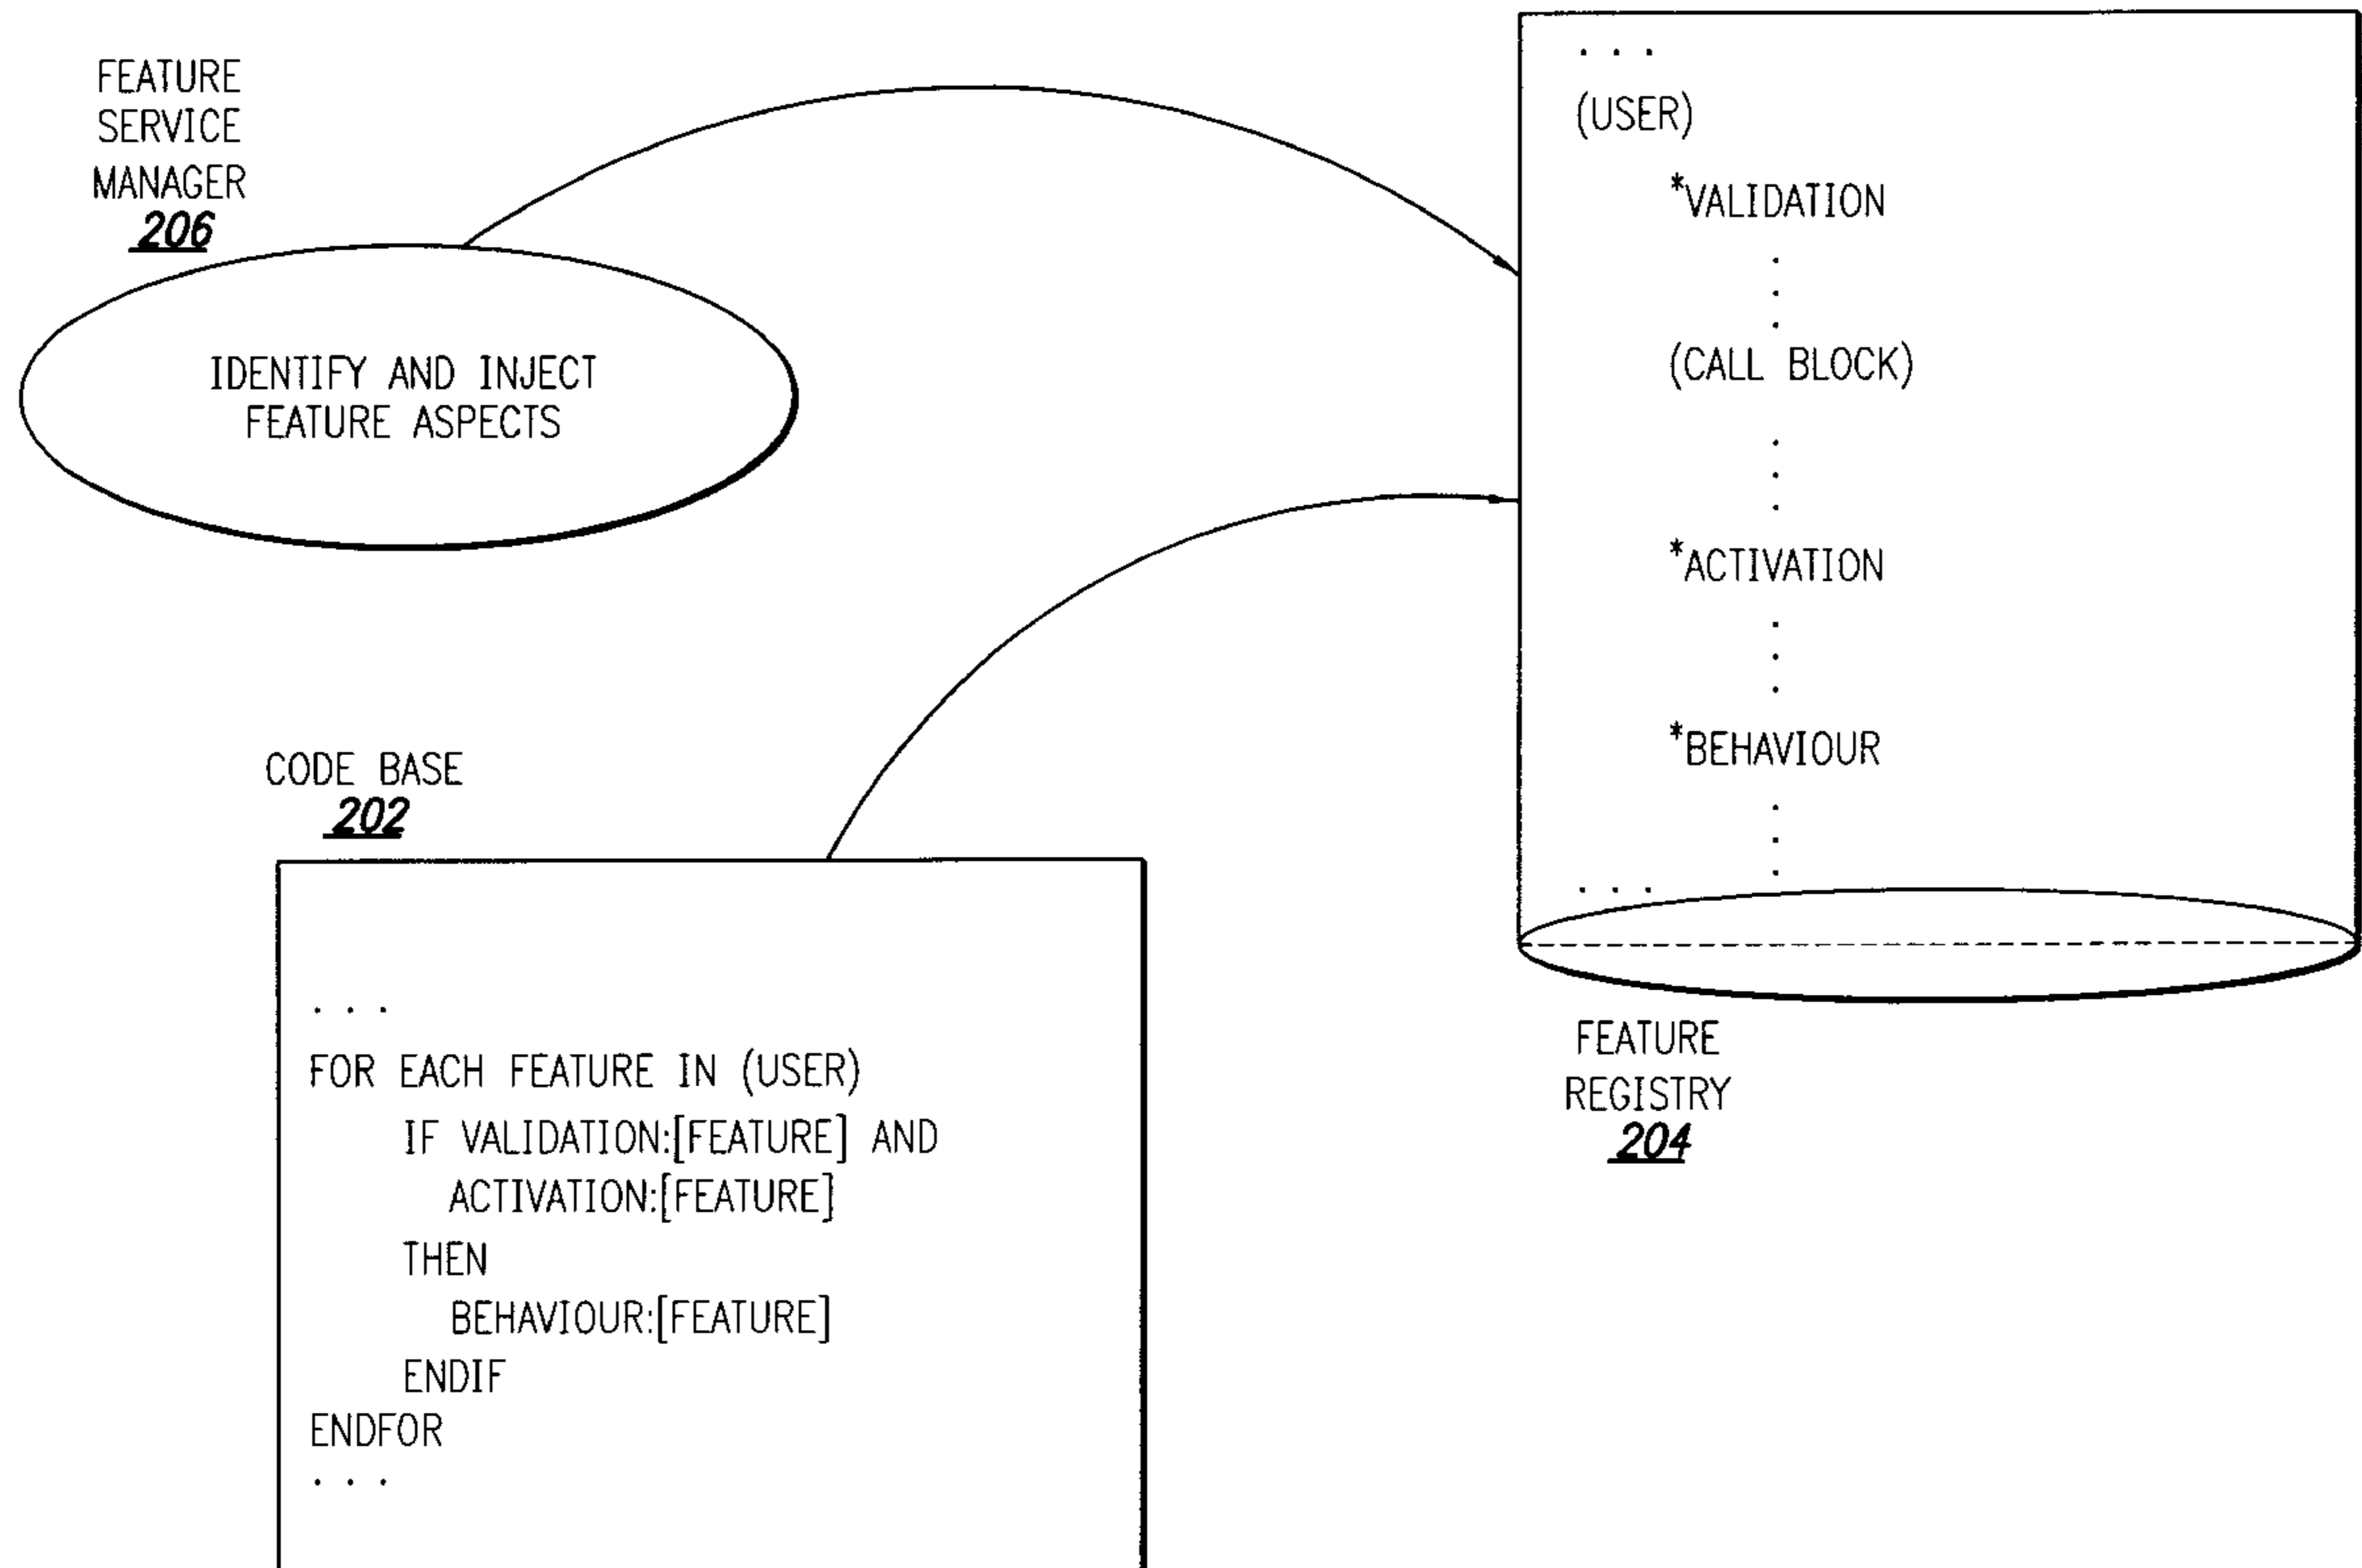 FEATURE
SERVICE
MANAGER
206
IDENTIFY AND INJECT
FEATURE ASPECTS
. . .
(USER)
*VALIDATION
.
.
.
(CALL BLOCK)
.
.
.
*ACTIVATION
.
.
.
*BEHAVIOUR
.
.
.
. . .
FEATURE
REGISTRY
204
CODE BASE
202
. . .
FOR EACH FEATURE IN (USER)
IF VALIDATION:[FEATURE] AND
ACTIVATION:[FEATURE]
THEN
BEHAVIOUR:[FEATURE]
ENDIF
ENDFOR
. . .